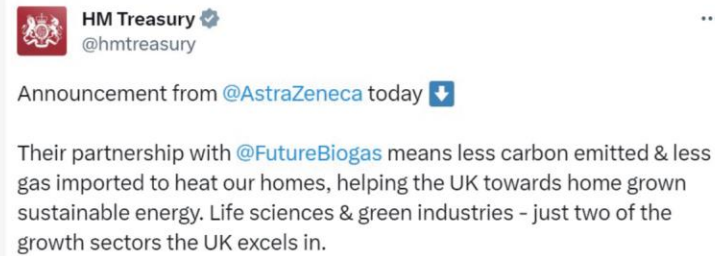 HM Treasury
@hmtreasury
Announcement from @AstraZeneca today
Their partnership with @FutureBiogas means less carbon emitted & less
gas imported to heat our homes, helping the UK towards home grown
sustainable energy. Life sciences & green industries - just two of the
growth sectors the UK excels in.